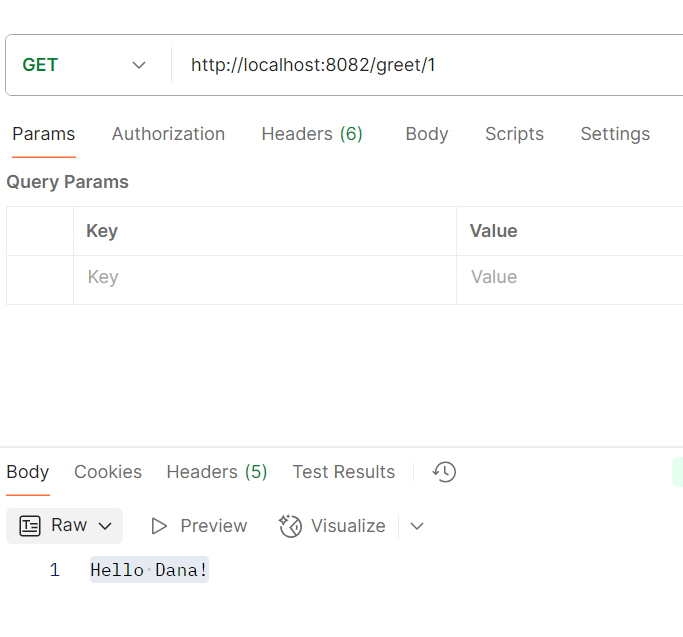 GET http://localhost:8082/greet/1
Params Authorization Headers (6) Body Scripts Settings
Query Params
Key Value
Key Value
Body Cookies Headers (5) Test Results
Raw Preview Visualize
1 Hello Dana!